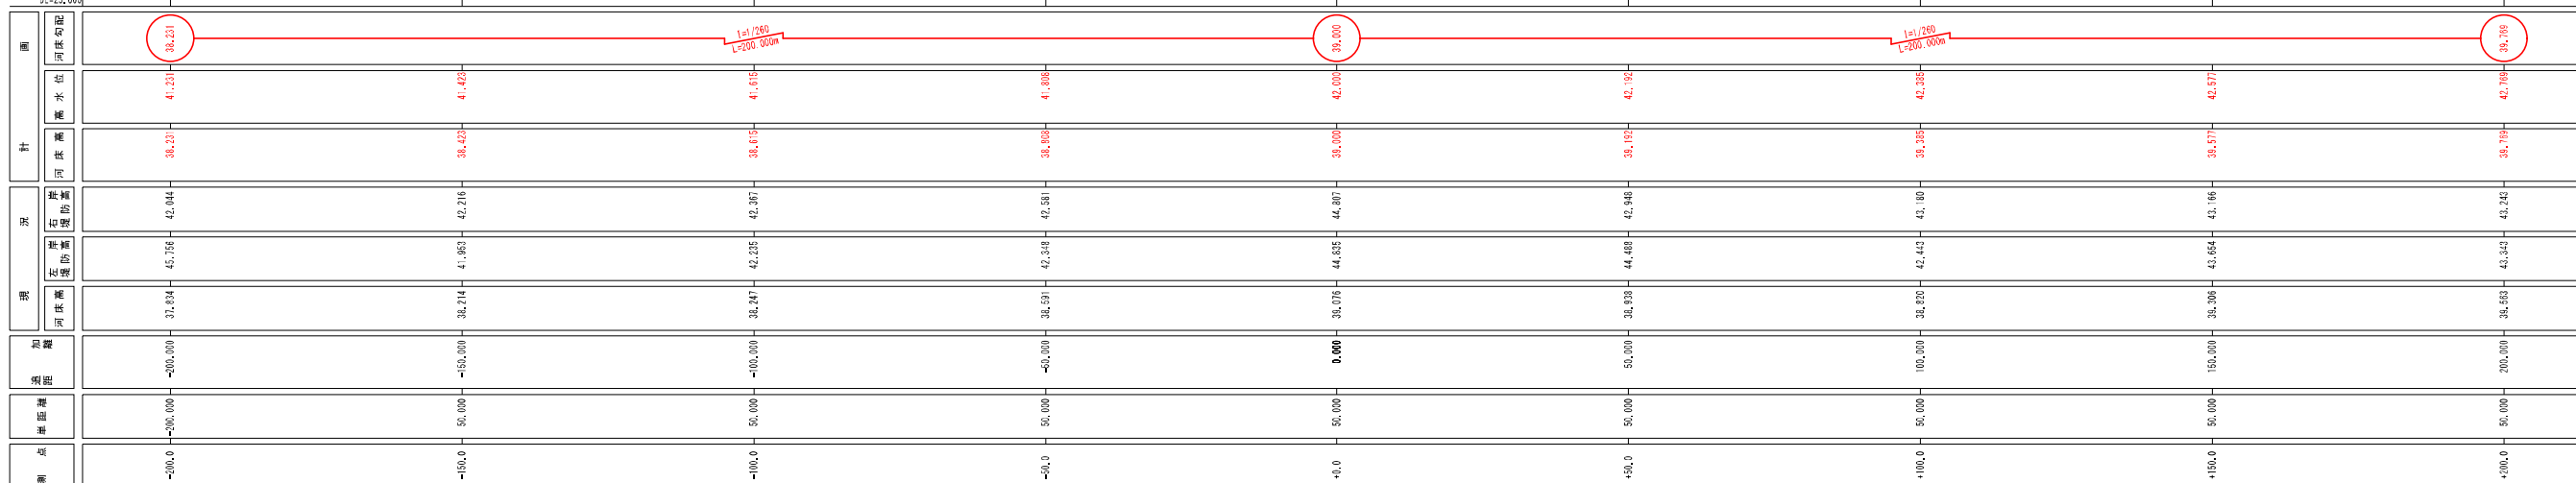 DL=25.000
計 画
河床勾配
38.231
I=1/260
L=200.000m
39.000
I=1/260
L=200.000m
39.769
高水位
41.231 41.423 41.615 41.808 42.000 42.192 42.385 42.577 42.769
河床高
38.231 38.423 38.615 38.808 39.000 39.192 39.385 39.577 39.769
現 況
右岸堤防高
42.044 42.216 42.367 42.581 44.807 42.948 43.180 43.166 43.243
左岸堤防高
45.756 41.953 42.235 42.348 44.835 44.488 42.443 43.654 43.343
河床高
37.834 38.214 38.247 38.591 39.076 38.938 38.820 39.306 39.563
追加距離
-200.000 -150.000 -100.000 -50.000 0.000 50.000 100.000 150.000 200.000
単距離
-200.000 50.000 50.000 50.000 50.000 50.000 50.000 50.000 50.000
測点
-200.0 -150.0 -100.0 -50.0 +0.0 +50.0 +100.0 +150.0 +200.0